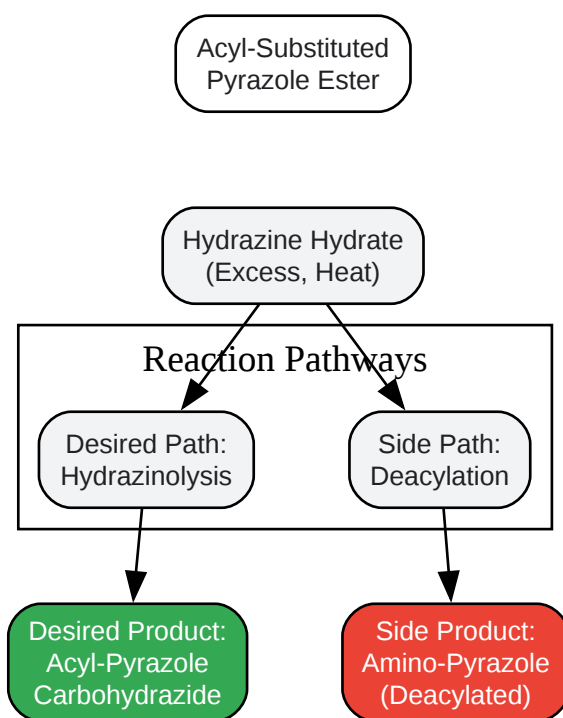 Acyl-Substituted
Pyrazole Ester
Hydrazine Hydrate
(Excess, Heat)
Reaction Pathways
Desired Path:
Hydrazinolysis
Side Path:
Deacylation
Desired Product:
Acyl-Pyrazole
Carbohydrazide
Side Product:
Amino-Pyrazole
(Deacylated)